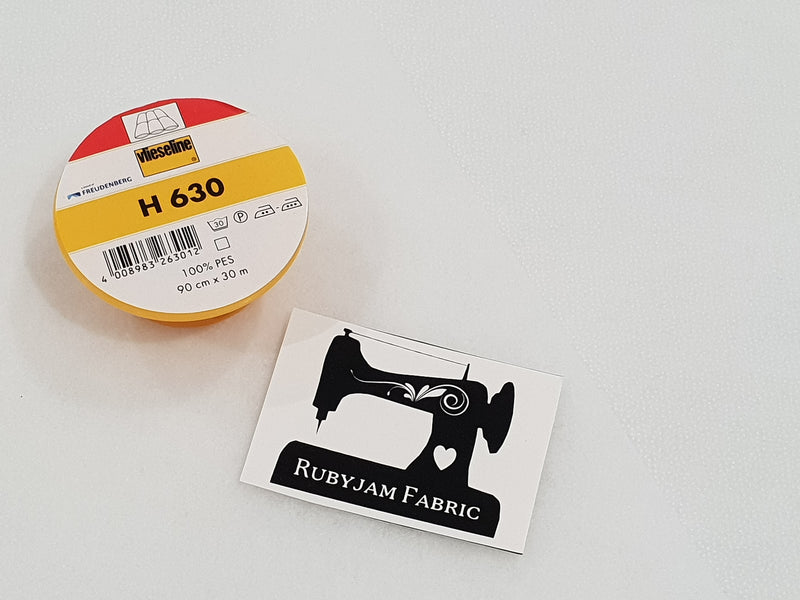 vlieseline
®
FREUDENBERG
H 630
30 P
4 008983 263012
100% PES
90 cm x 30 m
RUBYJAM FABRIC